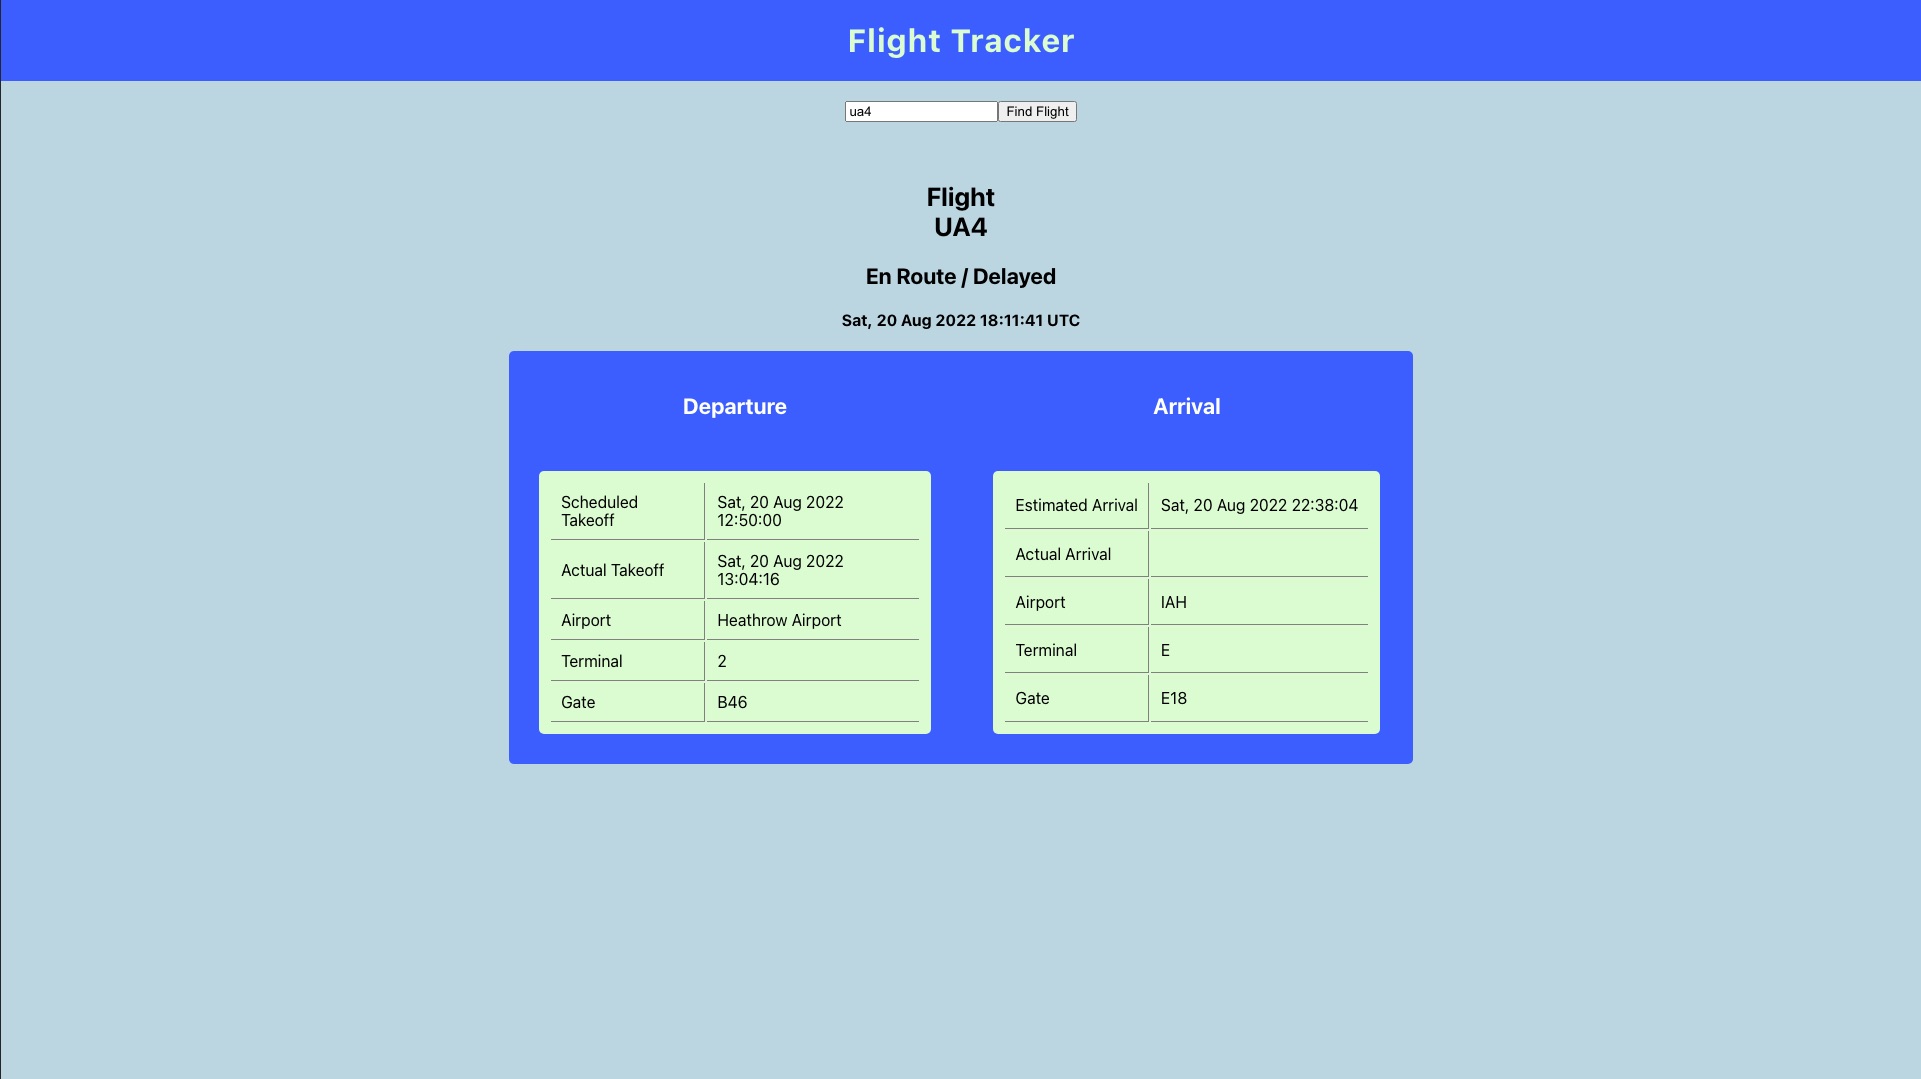 Flight Tracker
ua4 Find Flight
Flight
UA4
En Route / Delayed
Sat, 20 Aug 2022 18:11:41 UTC
Departure
Scheduled Takeoff
Sat, 20 Aug 2022 12:50:00
Actual Takeoff
Sat, 20 Aug 2022 13:04:16
Airport
Heathrow Airport
Terminal
2
Gate
B46
Arrival
Estimated Arrival
Sat, 20 Aug 2022 22:38:04
Actual Arrival
Airport
IAH
Terminal
E
Gate
E18